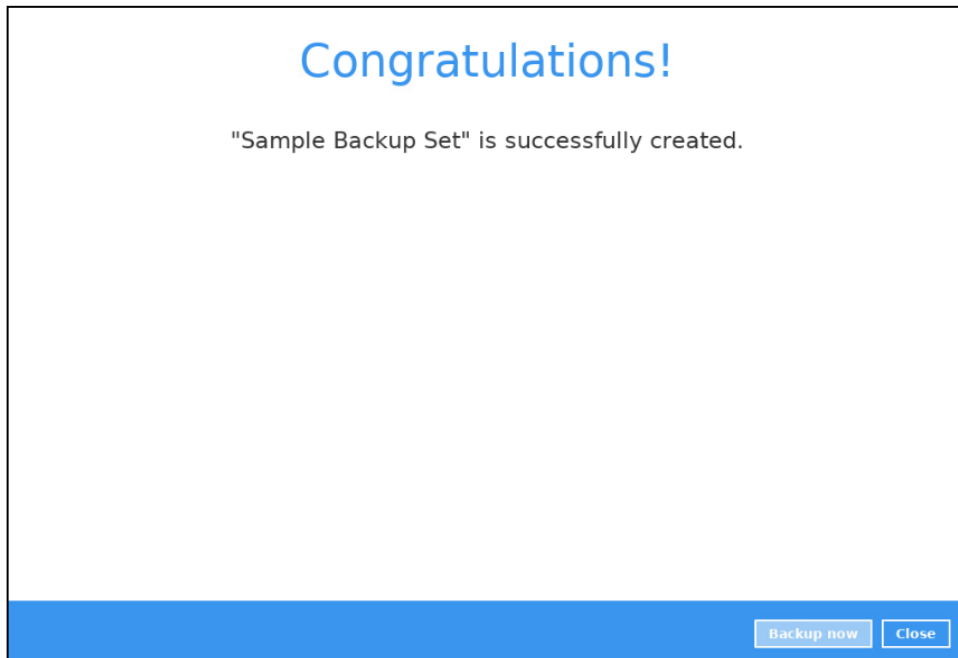 Congratulations!
"Sample Backup Set" is successfully created.
Backup now
Close